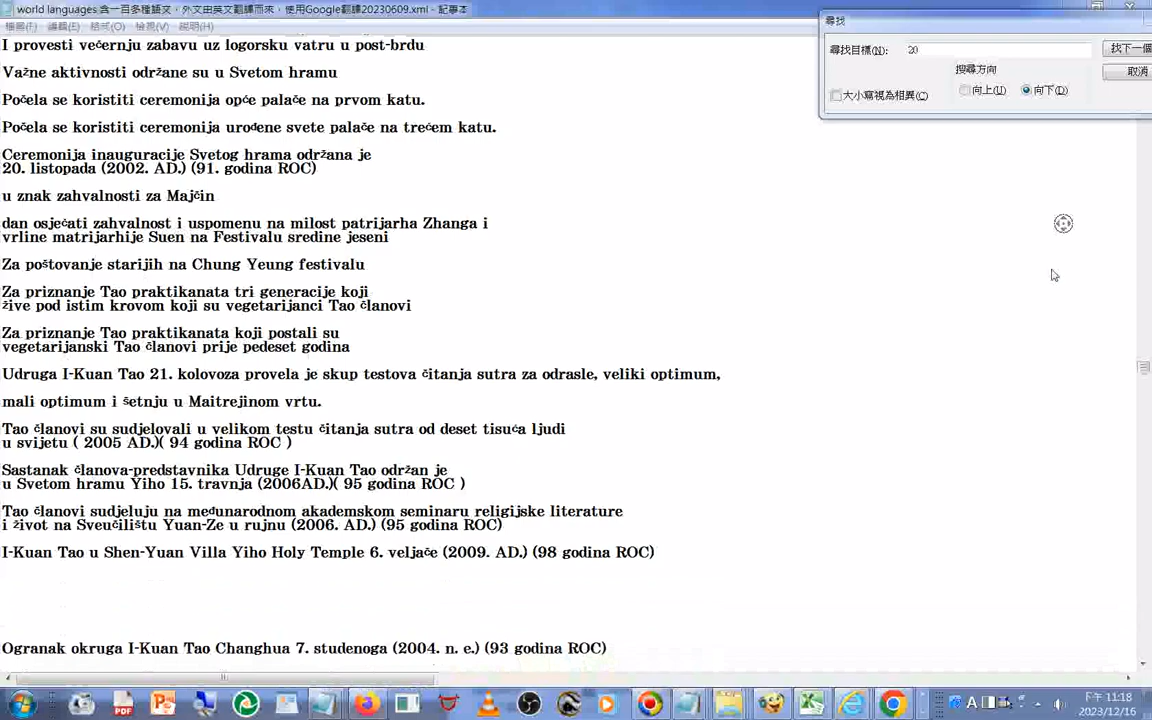 world languages 含一百多種語文，外文由英文翻譯而來，使用Google翻譯20230609.xml - 記事本
檔案(F) 編輯(E) 格式(O) 檢視(V) 說明(H)
I provesti večernju zabavu uz logorsku vatru u post-brdu
Važne aktivnosti održane su u Svetom hramu
Počela se koristiti ceremonija opće palače na prvom katu.
Počela se koristiti ceremonija urođene svete palače na trećem katu.
Ceremonija inauguracije Svetog hrama održana je
20. listopada (2002. AD.) (91. godina ROC)
u znak zahvalnosti za Majčin
dan osjećati zahvalnost i uspomenu na milost patrijarha Zhanga i
vrline matrijarhije Suen na Festivalu sredine jeseni
Za poštovanje starijih na Chung Yeung festivalu
Za priznanje Tao praktikanata tri generacije koji
žive pod istim krovom koji su vegetarijanci Tao članovi
Za priznanje Tao praktikanata koji postali su
vegetarijanski Tao članovi prije pedeset godina
Udruga I-Kuan Tao 21. kolovoza provela je skup testova čitanja sutra za odrasle, veliki optimum,
mali optimum i šetnju u Maitrejinom vrtu.
Tao članovi su sudjelovali u velikom testu čitanja sutra od deset tisuća ljudi
u svijetu ( 2005 AD.)( 94 godina ROC )
Sastanak članova-predstavnika Udruge I-Kuan Tao održan je
u Svetom hramu Yiho 15. travnja (2006AD.)( 95 godina ROC )
Tao članovi sudjeluju na međunarodnom akademskom seminaru religijske literature
i život na Sveučilištu Yuan-Ze u rujnu (2006. AD.) (95 godina ROC)
I-Kuan Tao u Shen-Yuan Villa Yiho Holy Temple 6. veljače (2009. AD.) (98 godina ROC)
Ogranak okruga I-Kuan Tao Changhua 7. studenoga (2004. n. e.) (93 godina ROC)
尋找
尋找目標(N): 20
找下一個
搜尋方向
取消
大小寫視為相異(C)
向上(U) 向下(D)
下午 11:18
2023/12/16